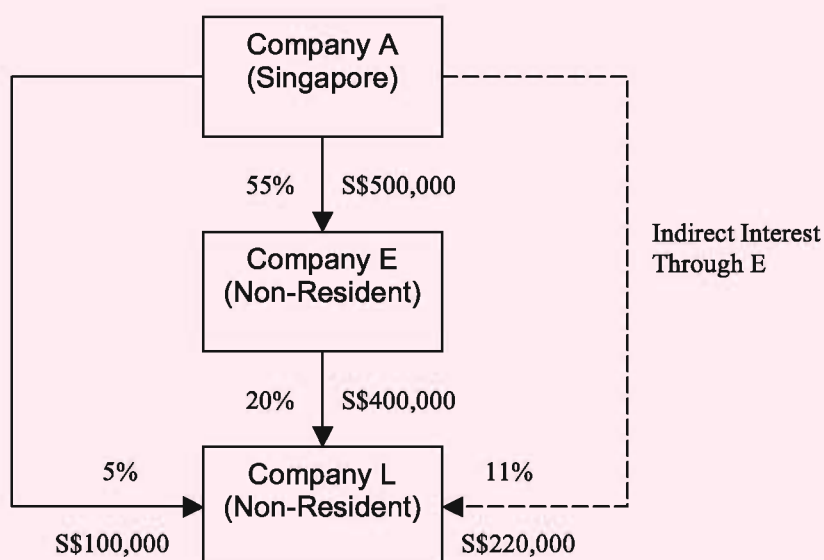 Company A
(Singapore)
55% S$500,000
Indirect Interest
Through E
Company E
(Non-Resident)
20% S$400,000
5%
Company L
(Non-Resident)
11%
S$100,000
S$220,000